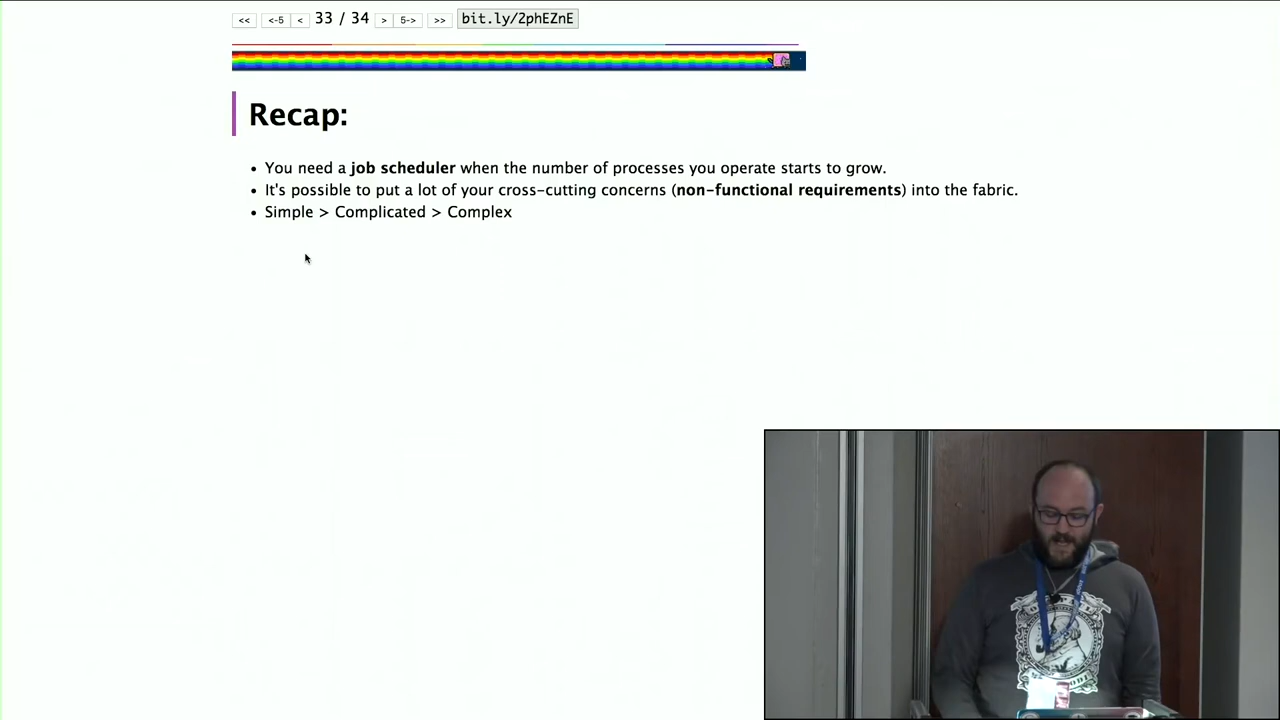 << <-5 < 33 / 34 > 5-> >> bit.ly/2phEZnE
Recap:
• You need a job scheduler when the number of processes you operate starts to grow.
• It's possible to put a lot of your cross-cutting concerns (non-functional requirements) into the fabric.
• Simple > Complicated > Complex